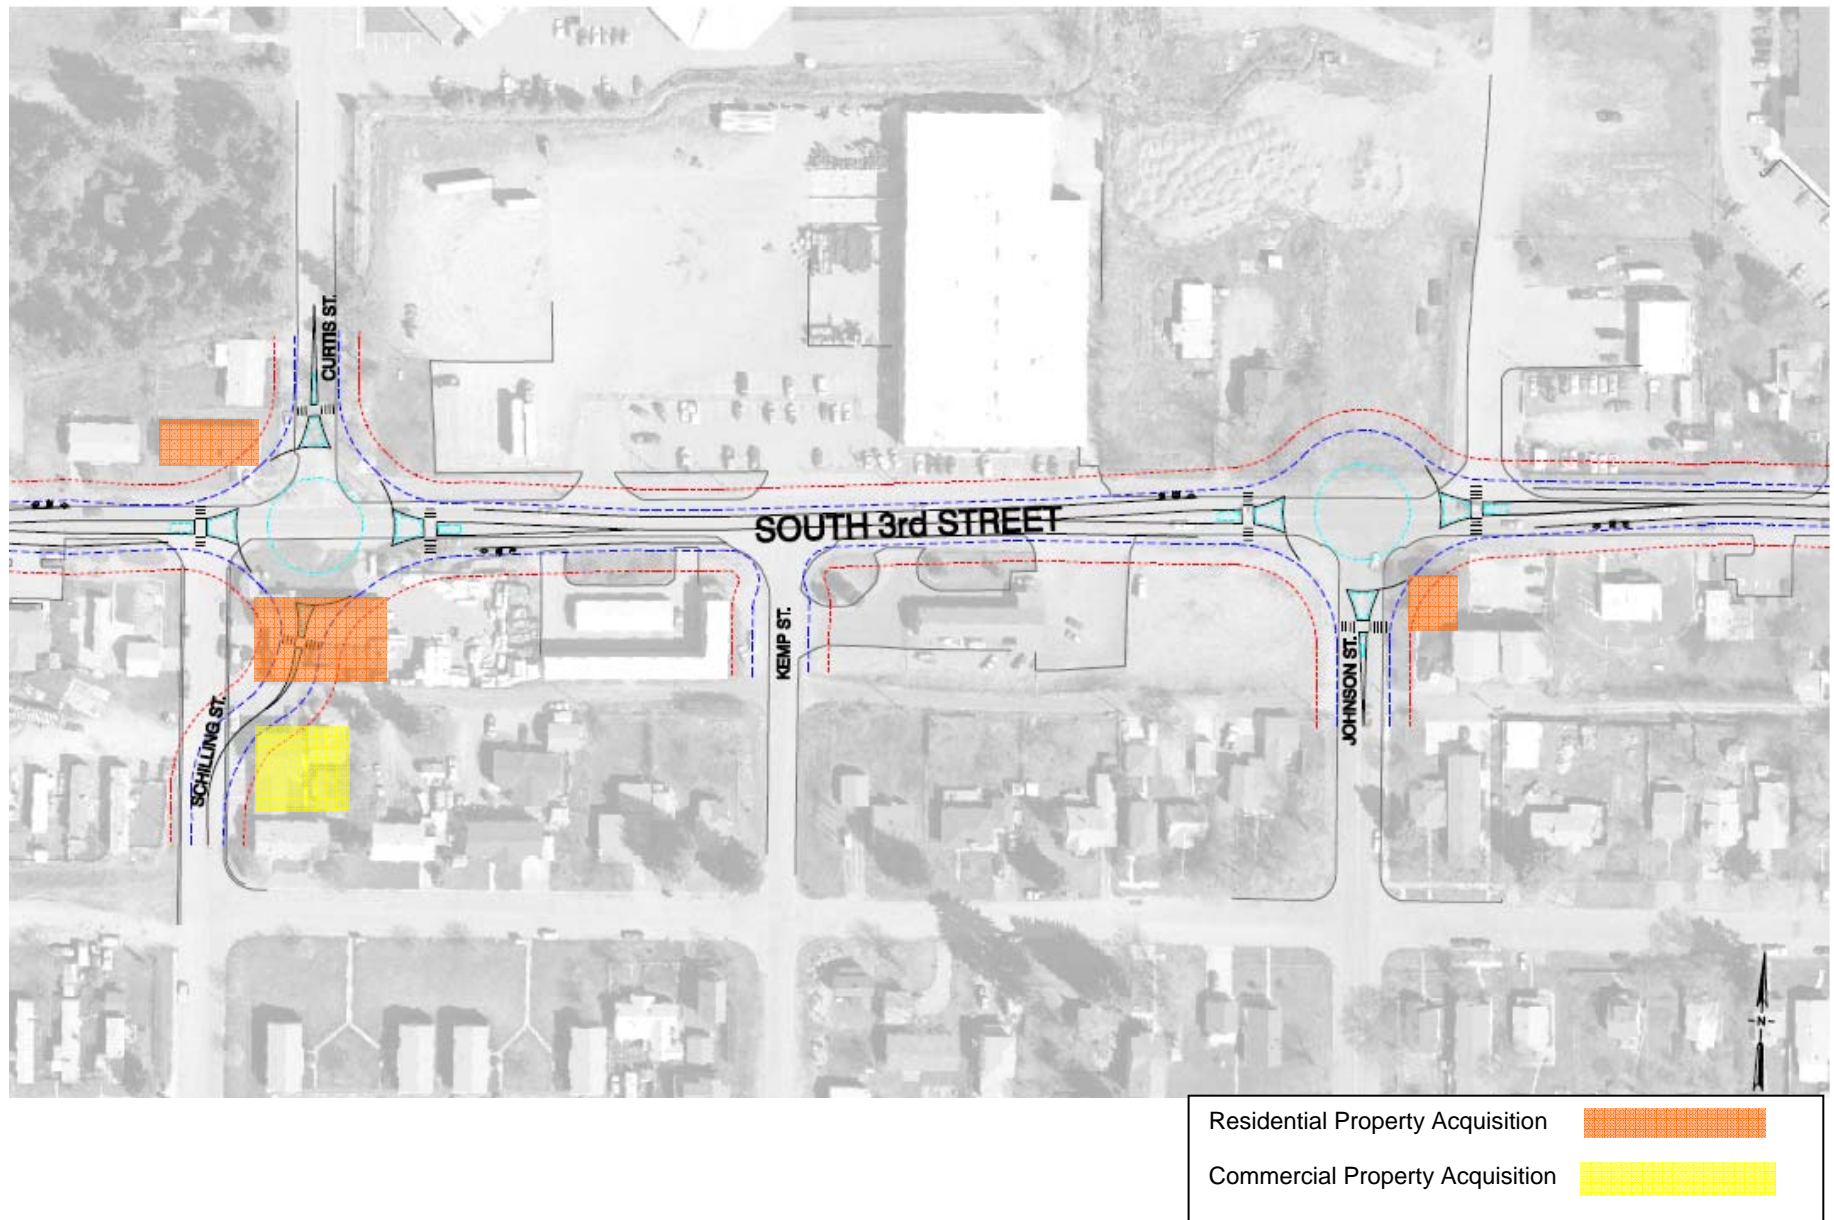 CURTIS ST.
SOUTH 3rd STREET
KEMP ST.
JOHNSON ST.
SCHILLING ST.
-N-
Residential Property Acquisition
Commercial Property Acquisition